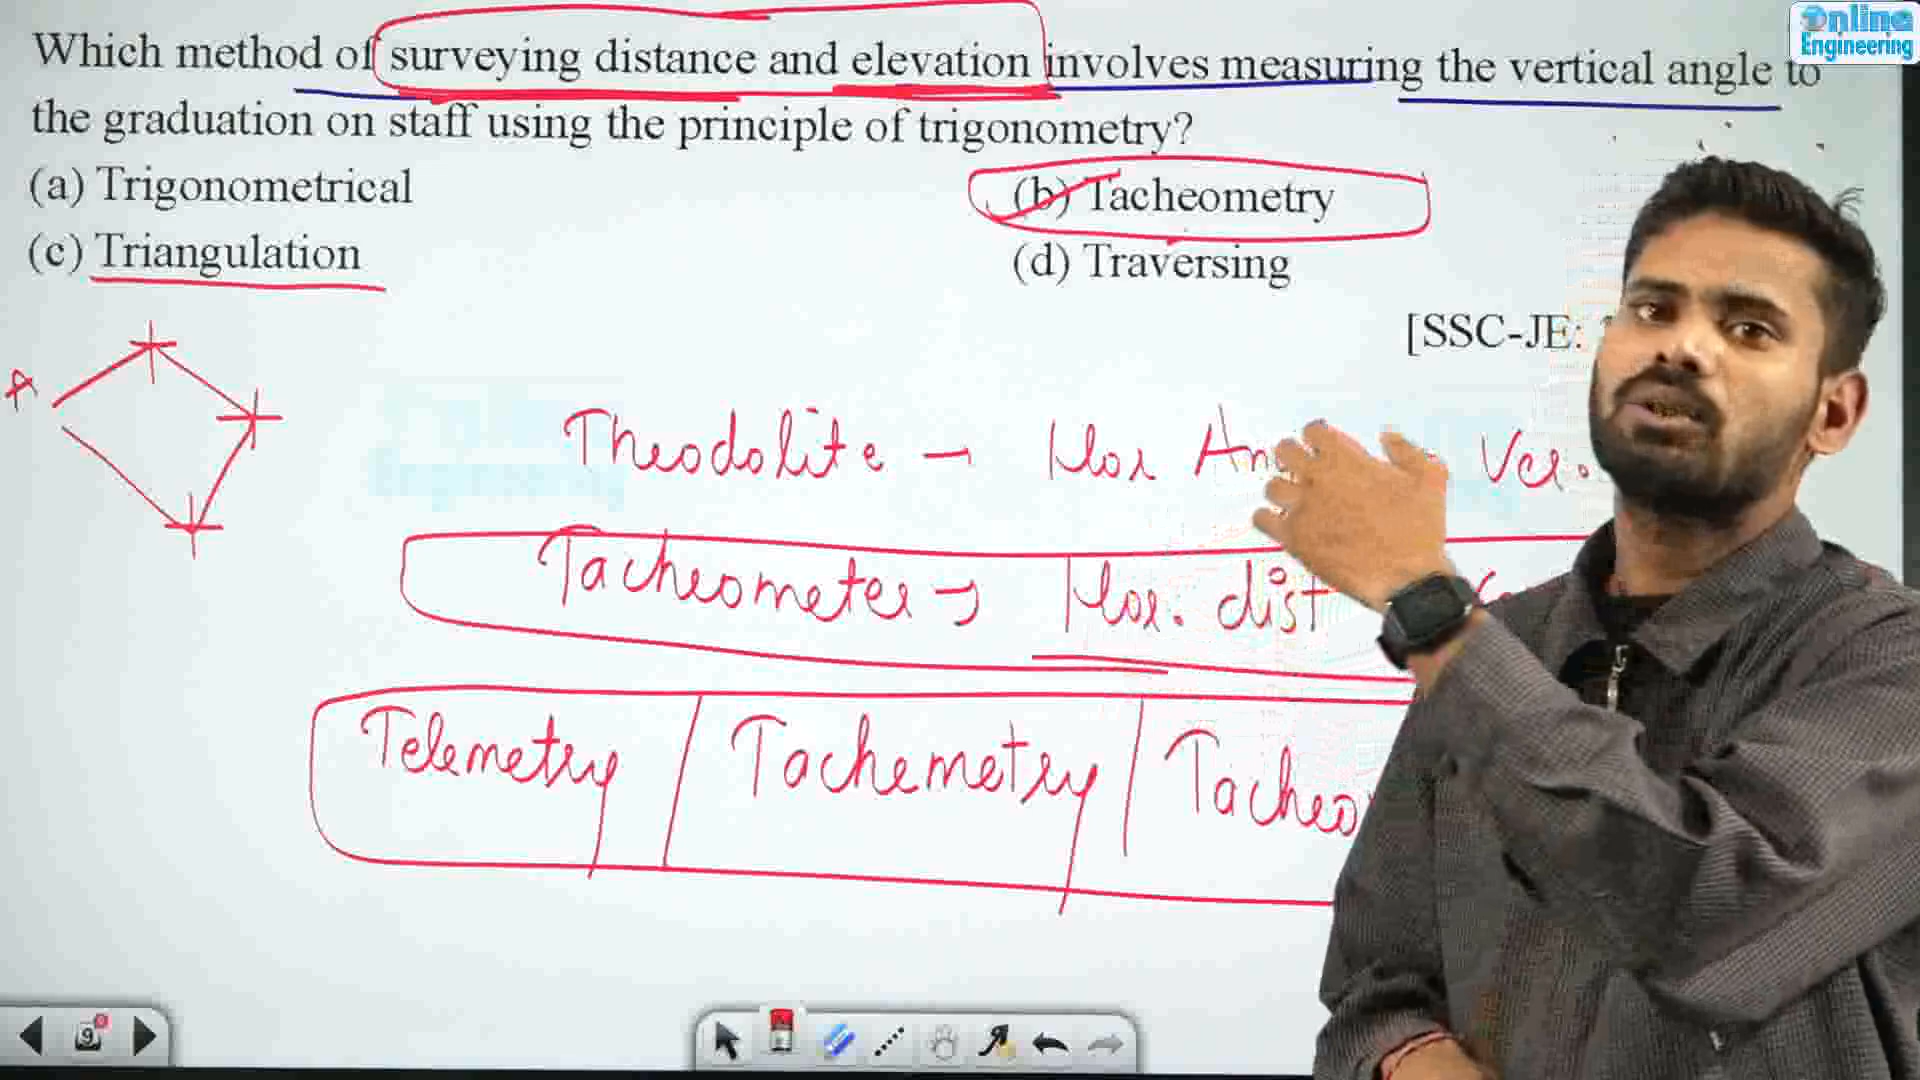 Online
Engineering
Which method of surveying distance and elevation involves measuring the vertical angle to
the graduation on staff using the principle of trigonometry?
(a) Trigonometrical
(b) Tacheometry
(c) Triangulation
(d) Traversing
[SSC-JE:
A
Theodolite → Hor Ang Ver.
Tacheometer → Hor. dist
Telemetry / Tachemetry / Tacheo